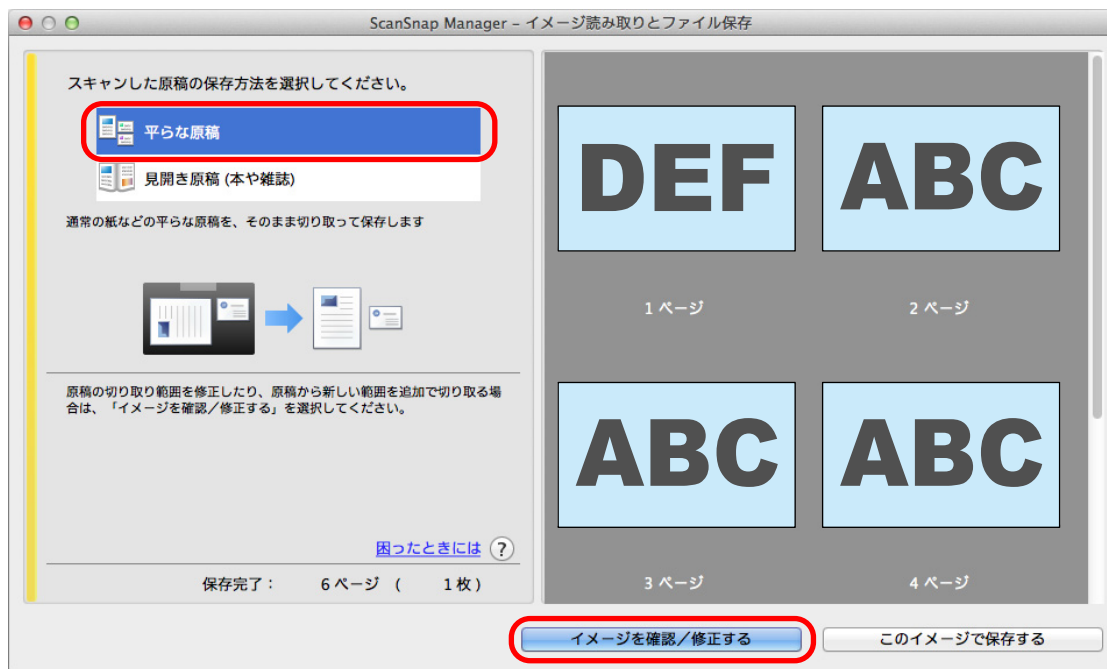 ScanSnap Manager – イメージ読み取りとファイル保存
スキャンした原稿の保存方法を選択してください。
平らな原稿
見開き原稿 (本や雑誌)
通常の紙などの平らな原稿を、そのまま切り取って保存します
原稿の切り取り範囲を修正したり、原稿から新しい範囲を追加で切り取る場
合は、「イメージを確認／修正する」を選択してください。
困ったときには ?
保存完了： 6 ページ ( 1 枚 )
DEF
ABC
1 ページ
2 ページ
ABC
ABC
3 ページ
4 ページ
イメージを確認／修正する
このイメージで保存する